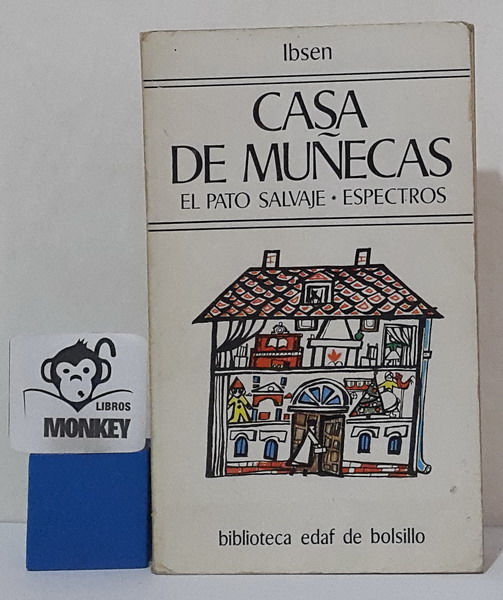 Ibsen
CASA
DE MUÑECAS
EL PATO SALVAJE • ESPECTROS
LIBROS
MONKEY
biblioteca edaf de bolsillo